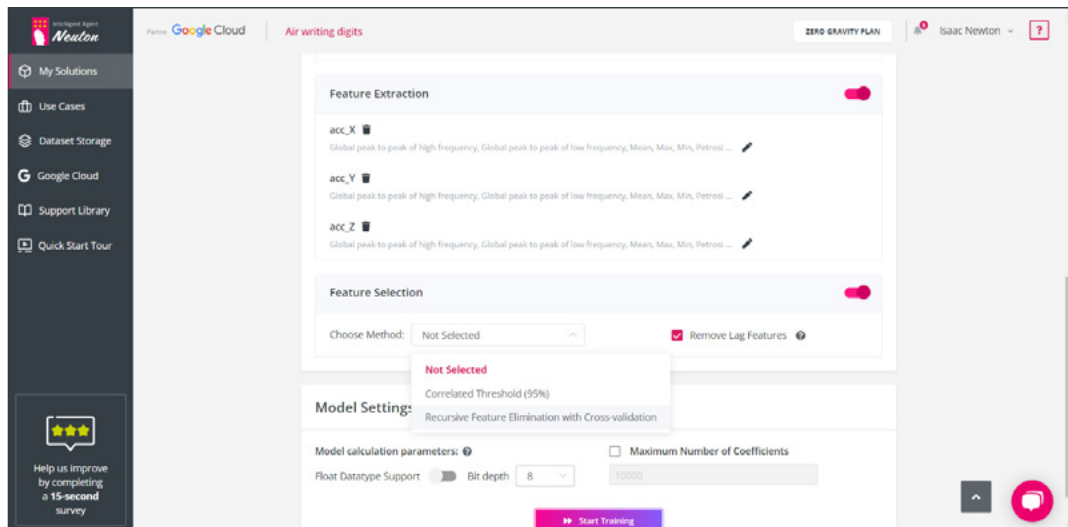 Intelligent Agent
Neuton
Partner Google Cloud
Air writing digits
ZERO GRAVITY PLAN
Isaac Newton
?
My Solutions
Use Cases
Dataset Storage
Google Cloud
Support Library
Quick Start Tour
Help us improve
by completing
a 15-second
survey
Feature Extraction
acc_X
Global peak to peak of high frequency, Global peak to peak of low frequency, Mean, Max, Min, Petrosi ...
acc_Y
Global peak to peak of high frequency, Global peak to peak of low frequency, Mean, Max, Min, Petrosi ...
acc_Z
Global peak to peak of high frequency, Global peak to peak of low frequency, Mean, Max, Min, Petrosi ...
Feature Selection
Choose Method: Not Selected Remove Lag Features ?
Not Selected
Correlated Threshold (95%)
Recursive Feature Elimination with Cross-validation
Model Settings
Model calculation parameters: ? Maximum Number of Coefficients
Float Datatype Support Bit depth 8 10000
Start Training